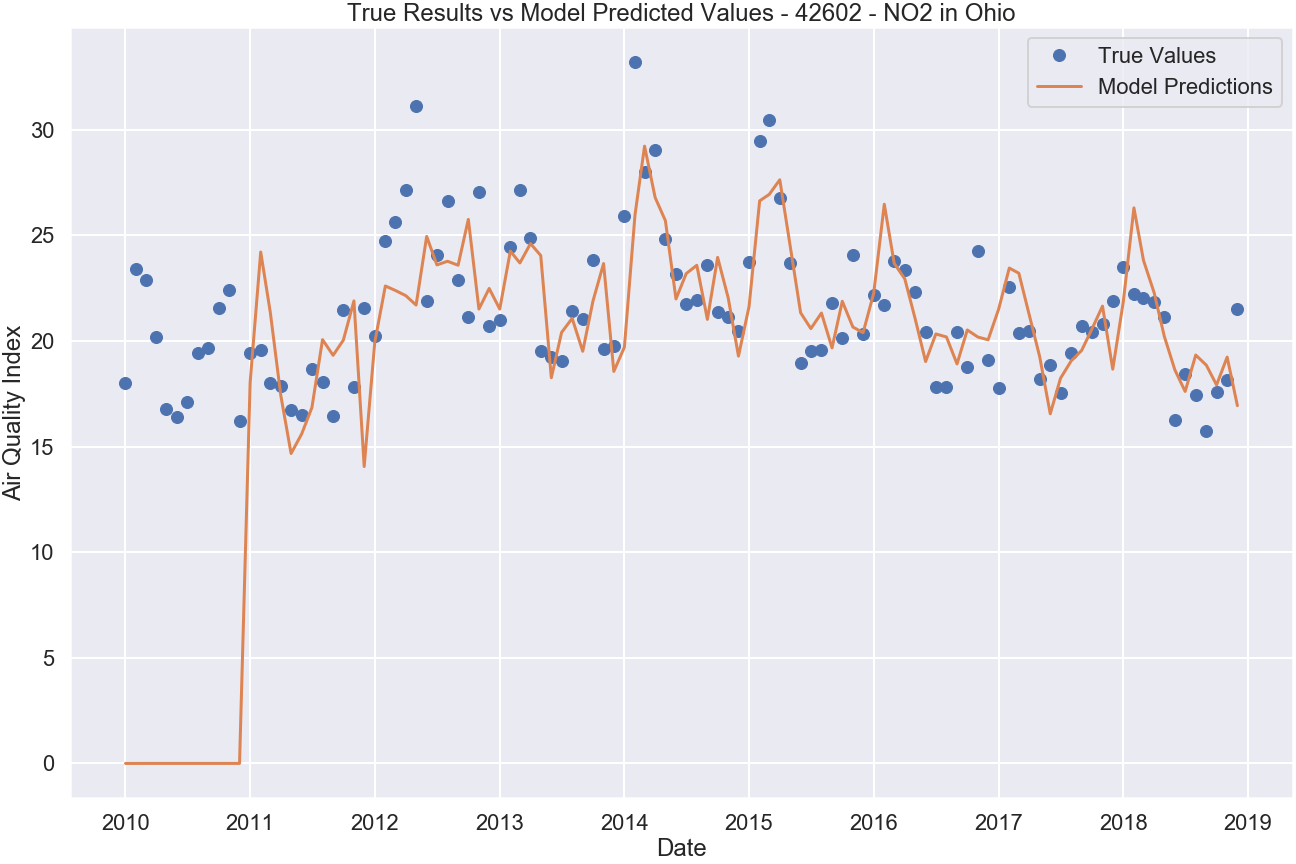 True Results vs Model Predicted Values - 42602 - NO2 in Ohio
True Values
Model Predictions
Air Quality Index
30
25
20
15
10
5
0
2010 2011 2012 2013 2014 2015 2016 2017 2018 2019
Date